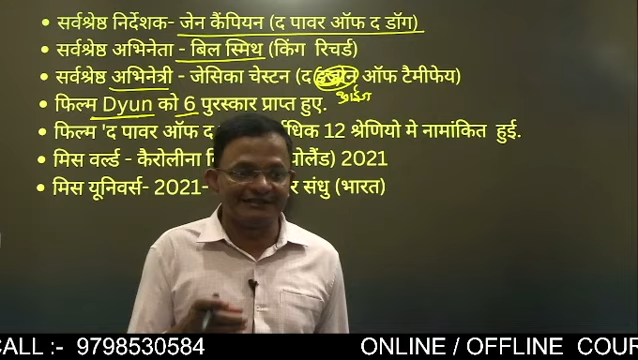 • सर्वश्रेष्ठ निर्देशक- जेन कैंपियन (द पावर ऑफ द डॉग)
• सर्वश्रेष्ठ अभिनेता - बिल स्मिथ (किंग रिचर्ड)
• सर्वश्रेष्ठ अभिनेत्री - जेसिका चेस्टन (द ऑफ टैमीफेय)
• फिल्म Dyun को 6 पुरस्कार प्राप्त हुए.
• फिल्म 'द पावर ऑफ द 12 श्रेणियो मे नामांकित हुई.
• मिस वर्ल्ड - कैरोलीना 2021
• मिस यूनिवर्स- 2021- संधु (भारत)
CALL :- 9798530584 ONLINE / OFFLINE COUR